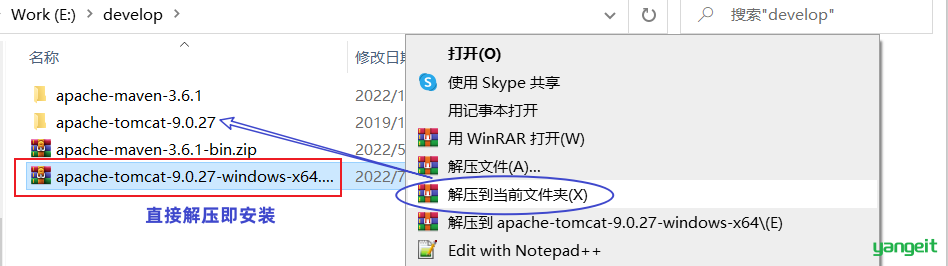 Work (E:) › develop ›
搜索"develop"
名称
修改日期
apache-maven-3.6.1
2022/1
apache-tomcat-9.0.27
2019/1
apache-maven-3.6.1-bin.zip
2022/5
apache-tomcat-9.0.27-windows-x64....
2022/7
直接解压即安装
打开(O)
使用 Skype 共享
用记事本打开
用 WinRAR 打开(W)
解压文件(A)...
解压到当前文件夹(X)
解压到 apache-tomcat-9.0.27-windows-x64\(E)
Edit with Notepad++
yangeit